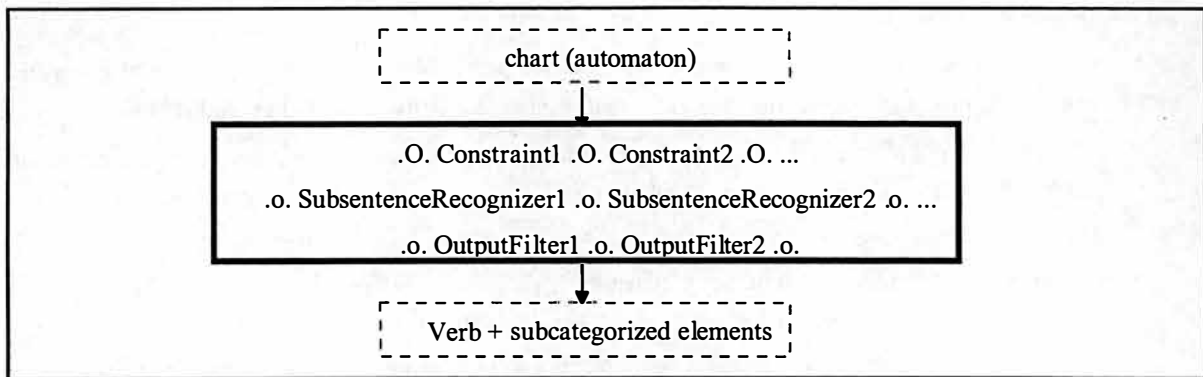 chart (automaton)
.O. Constraint1 .O. Constraint2 .O. ...
.o. SubsentenceRecognizer1 .o. SubsentenceRecognizer2 .o. ...
.o. OutputFilter1 .o. OutputFilter2 .o.
Verb + subcategorized elements